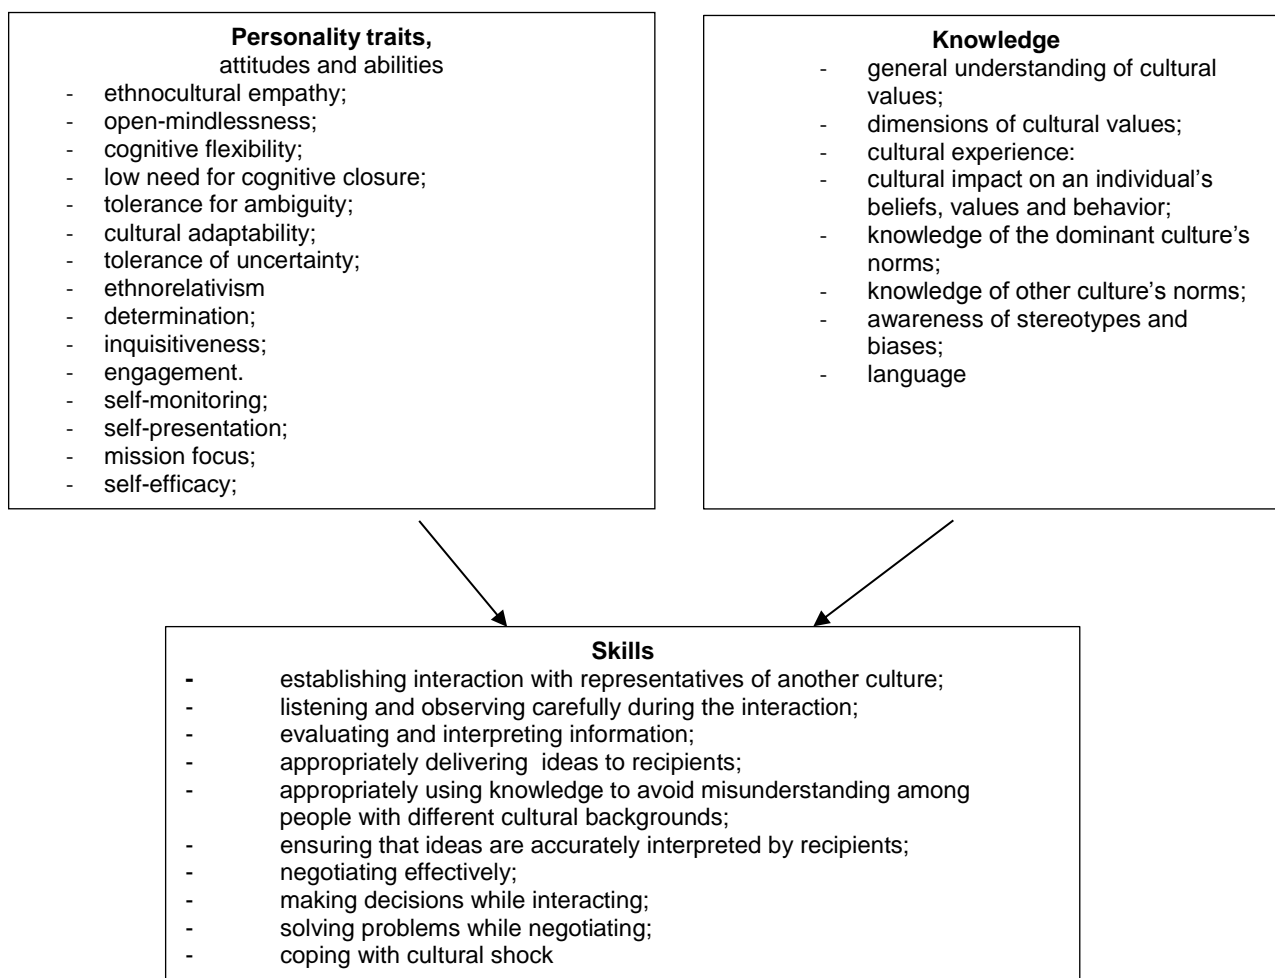 Personality traits,
attitudes and abilities
- ethnocultural empathy;
- open-mindlessness;
- cognitive flexibility;
- low need for cognitive closure;
- tolerance for ambiguity;
- cultural adaptability;
- tolerance of uncertainty;
- ethnorelativism
- determination;
- inquisitiveness;
- engagement.
- self-monitoring;
- self-presentation;
- mission focus;
- self-efficacy;
Knowledge
- general understanding of cultural
values;
- dimensions of cultural values;
- cultural experience:
- cultural impact on an individual’s
beliefs, values and behavior;
- knowledge of the dominant culture’s
norms;
- knowledge of other culture’s norms;
- awareness of stereotypes and
biases;
- language
Skills
- establishing interaction with representatives of another culture;
- listening and observing carefully during the interaction;
- evaluating and interpreting information;
- appropriately delivering ideas to recipients;
- appropriately using knowledge to avoid misunderstanding among
people with different cultural backgrounds;
- ensuring that ideas are accurately interpreted by recipients;
- negotiating effectively;
- making decisions while interacting;
- solving problems while negotiating;
- coping with cultural shock